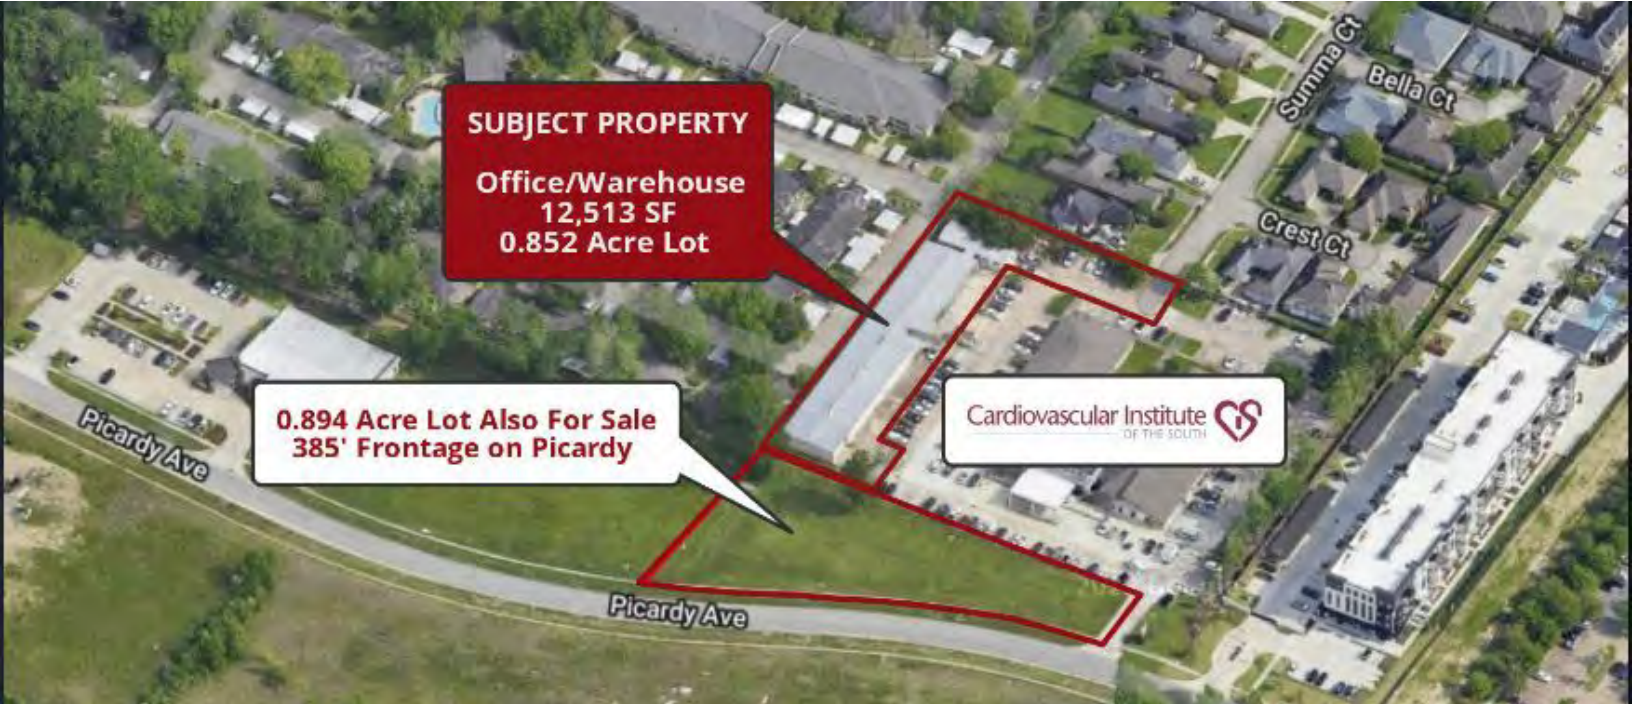 SUBJECT PROPERTY
Office/Warehouse
12,513 SF
0.852 Acre Lot
Summa Ct
Bella Ct
Crest Ct
0.894 Acre Lot Also For Sale
385' Frontage on Picardy
Cardiovascular Institute
OF THE SOUTH
Picardy Ave
Picardy Ave